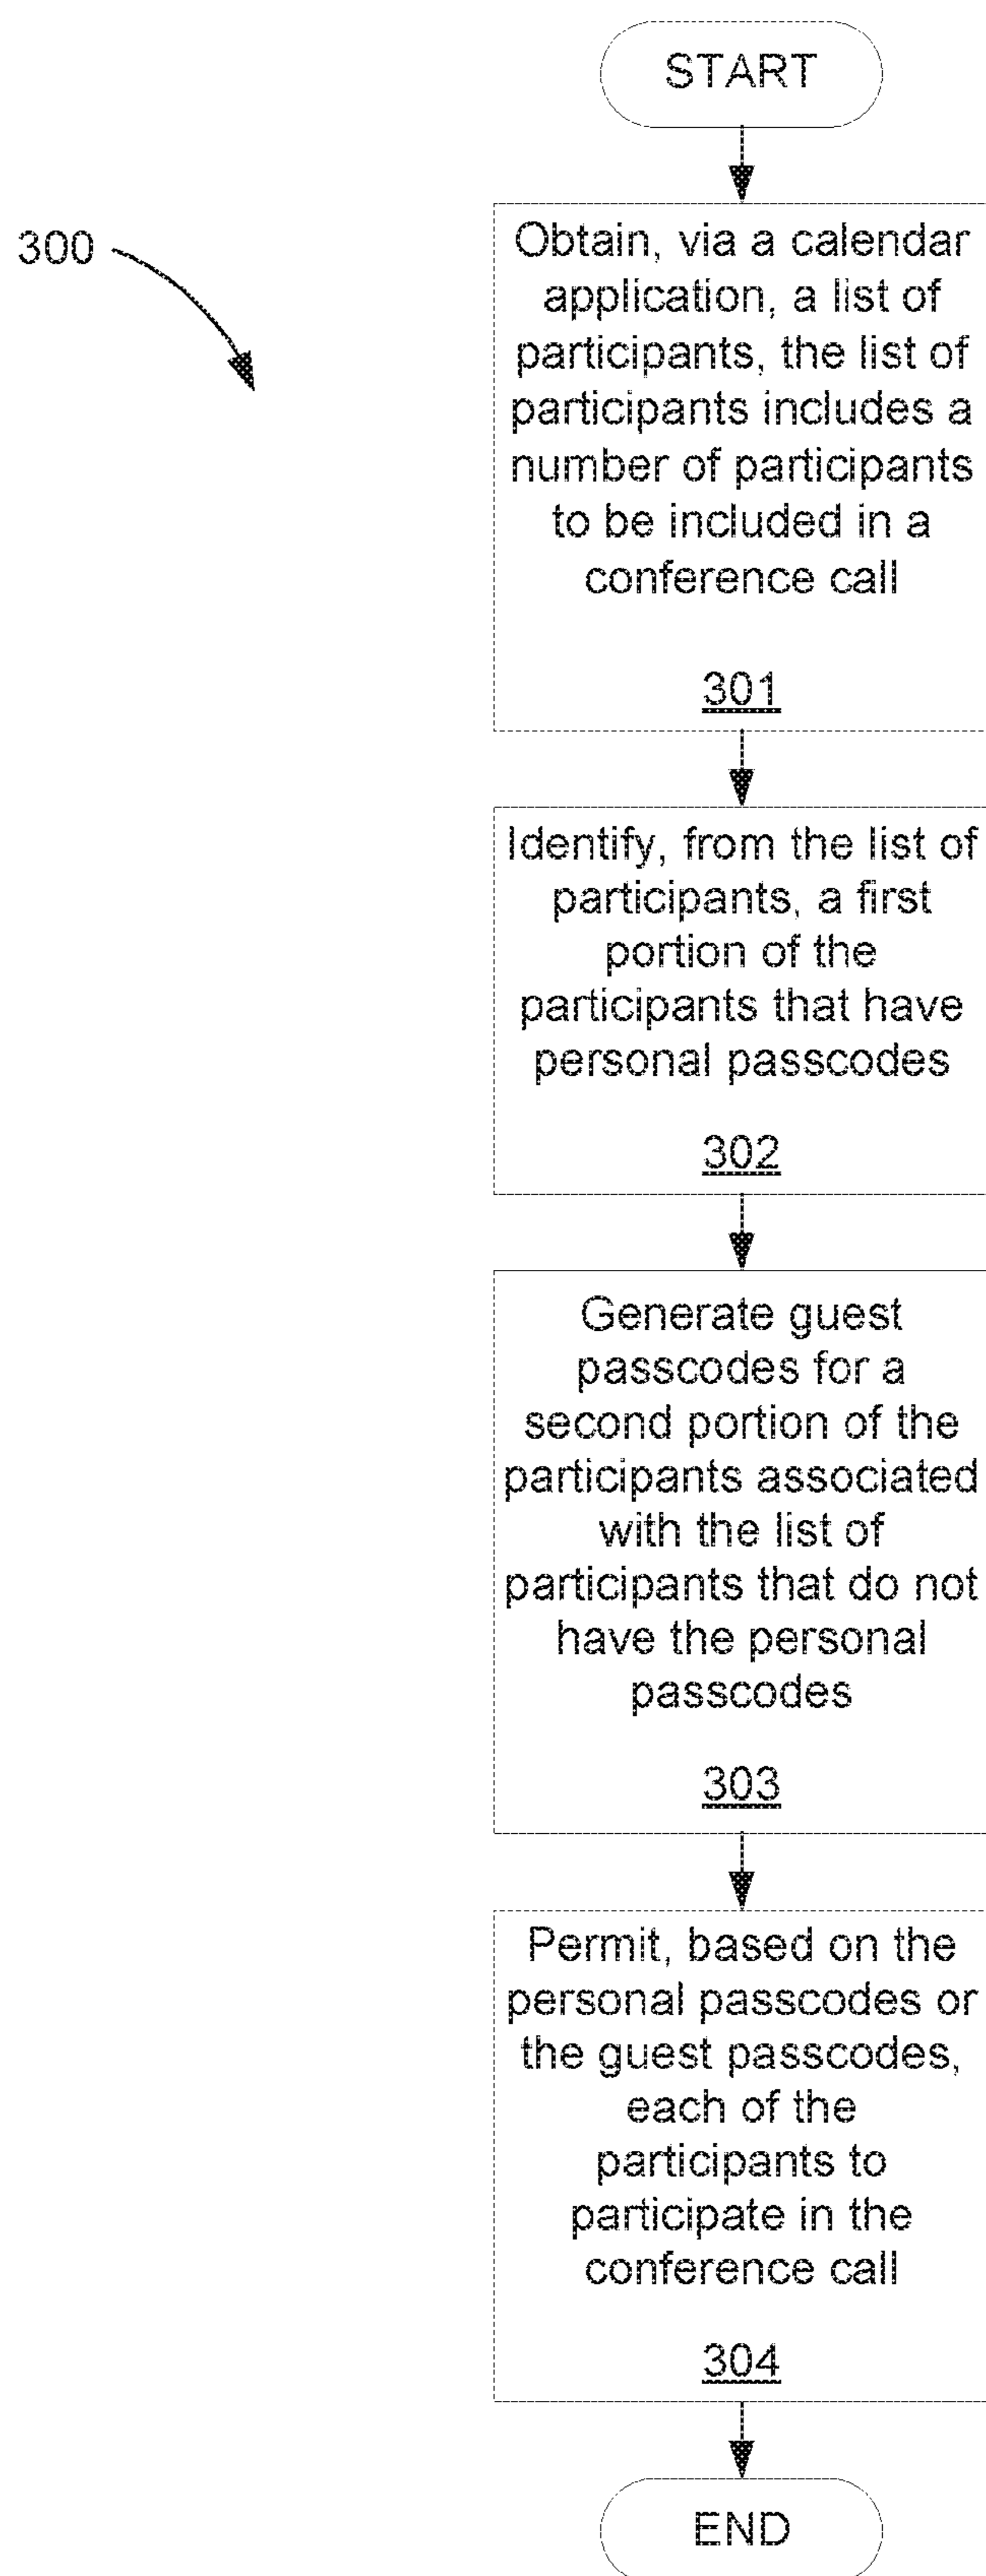 START
300
Obtain, via a calendar
application, a list of
participants, the list of
participants includes a
number of participants
to be included in a
conference call
301
Identify, from the list of
participants, a first
portion of the
participants that have
personal passcodes
302
Generate guest
passcodes for a
second portion of the
participants associated
with the list of
participants that do not
have the personal
passcodes
303
Permit, based on the
personal passcodes or
the guest passcodes,
each of the
participants to
participate in the
conference call
304
END